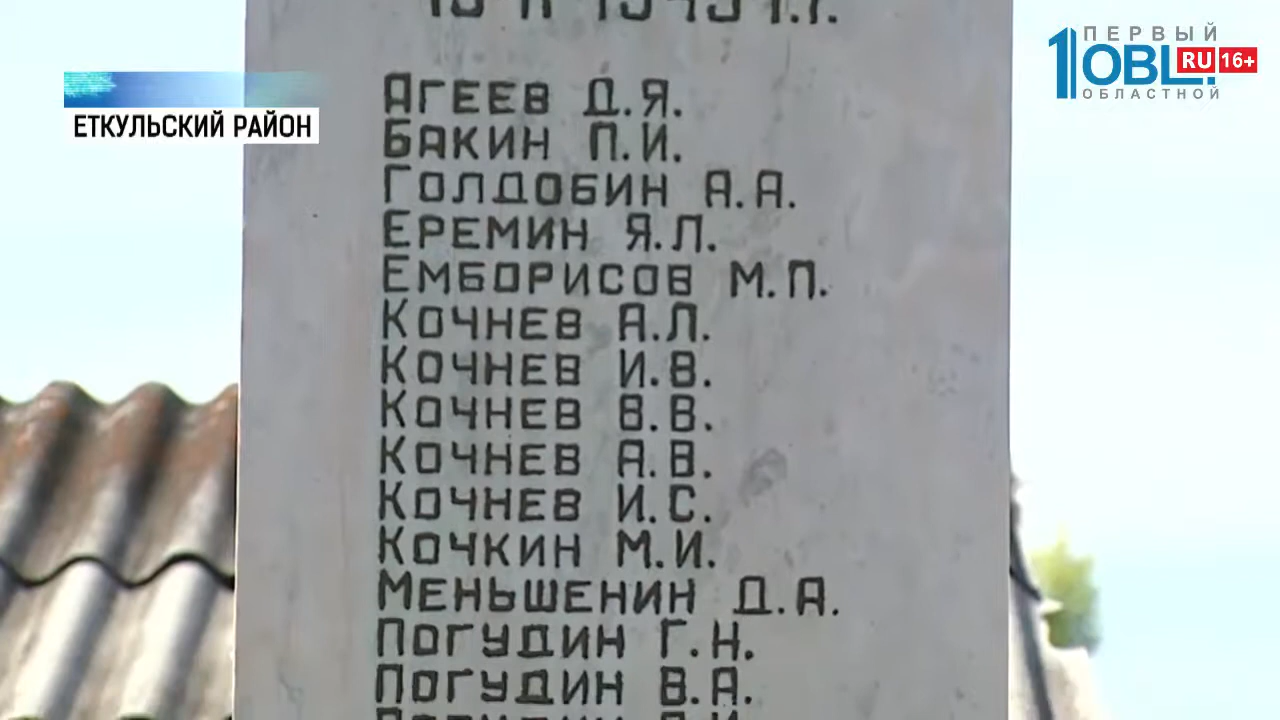 ПЕРВЫЙ
1OBL.RU 16+
ОБЛАСТНОЙ
ЕТКУЛЬСКИЙ РАЙОН
АГЕЕВ Д.Я.
БАКИН П.И.
ГОЛДОБИН А.А.
ЕРЕМИН Я.Л.
ЕМБОРИСОВ М.П.
КОЧНЕВ А.Л.
КОЧНЕВ И.В.
КОЧНЕВ В.В.
КОЧНЕВ А.В.
КОЧНЕВ И.С.
КОЧКИН М.И.
МЕНЬШЕНИН Д.А.
ПОГУДИН Г.Н.
ПОГУДИН В.А.